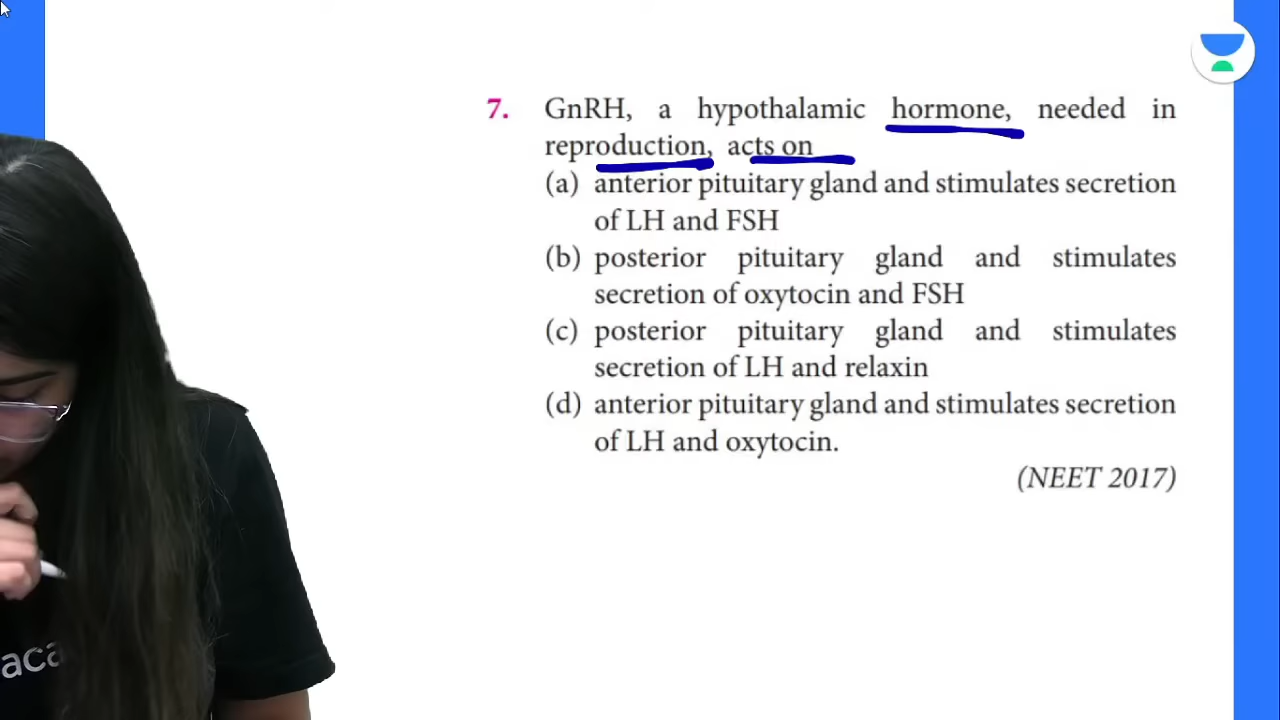 7. GnRH, a hypothalamic hormone, needed in
reproduction, acts on
(a) anterior pituitary gland and stimulates secretion
of LH and FSH
(b) posterior pituitary gland and stimulates
secretion of oxytocin and FSH
(c) posterior pituitary gland and stimulates
secretion of LH and relaxin
(d) anterior pituitary gland and stimulates secretion
of LH and oxytocin.
(NEET 2017)
aca